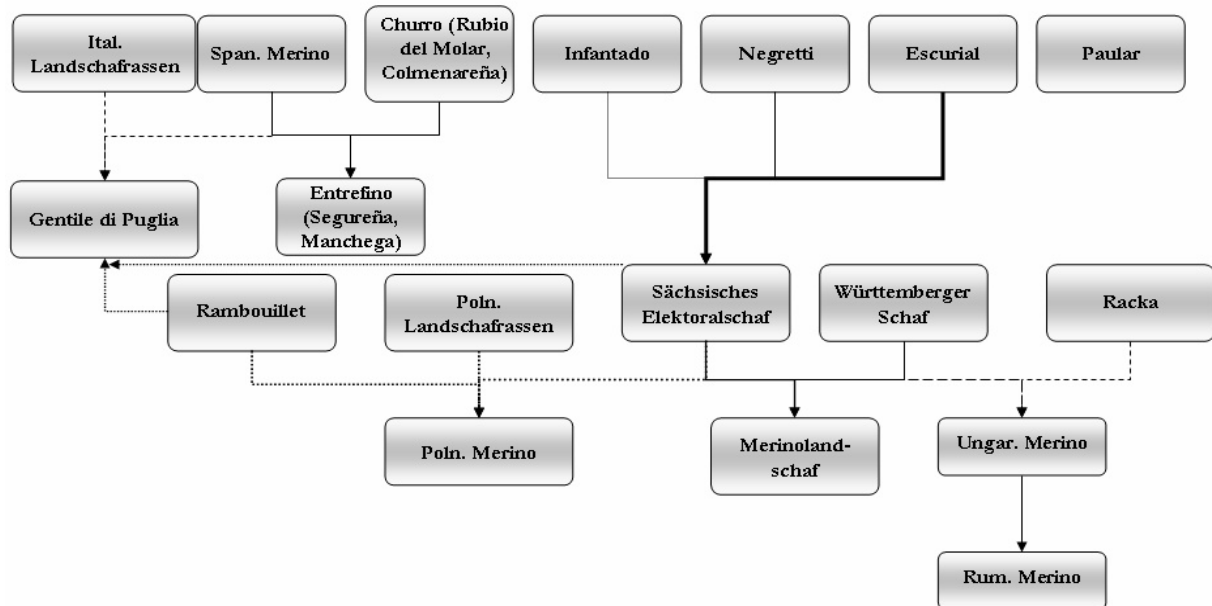 Ital.
Landschafrassen
Span. Merino
Churro (Rubio
del Molar,
Colmenareña)
Infantado
Negretti
Escurial
Paular
Gentile di Puglia
Entrefino
(Segureña,
Manchega)
Rambouillet
Poln.
Landschafrassen
Sächsisches
Elektoralschaf
Württemberger
Schaf
Racka
Poln. Merino
Merinoland-
schaf
Ungar. Merino
Rum. Merino